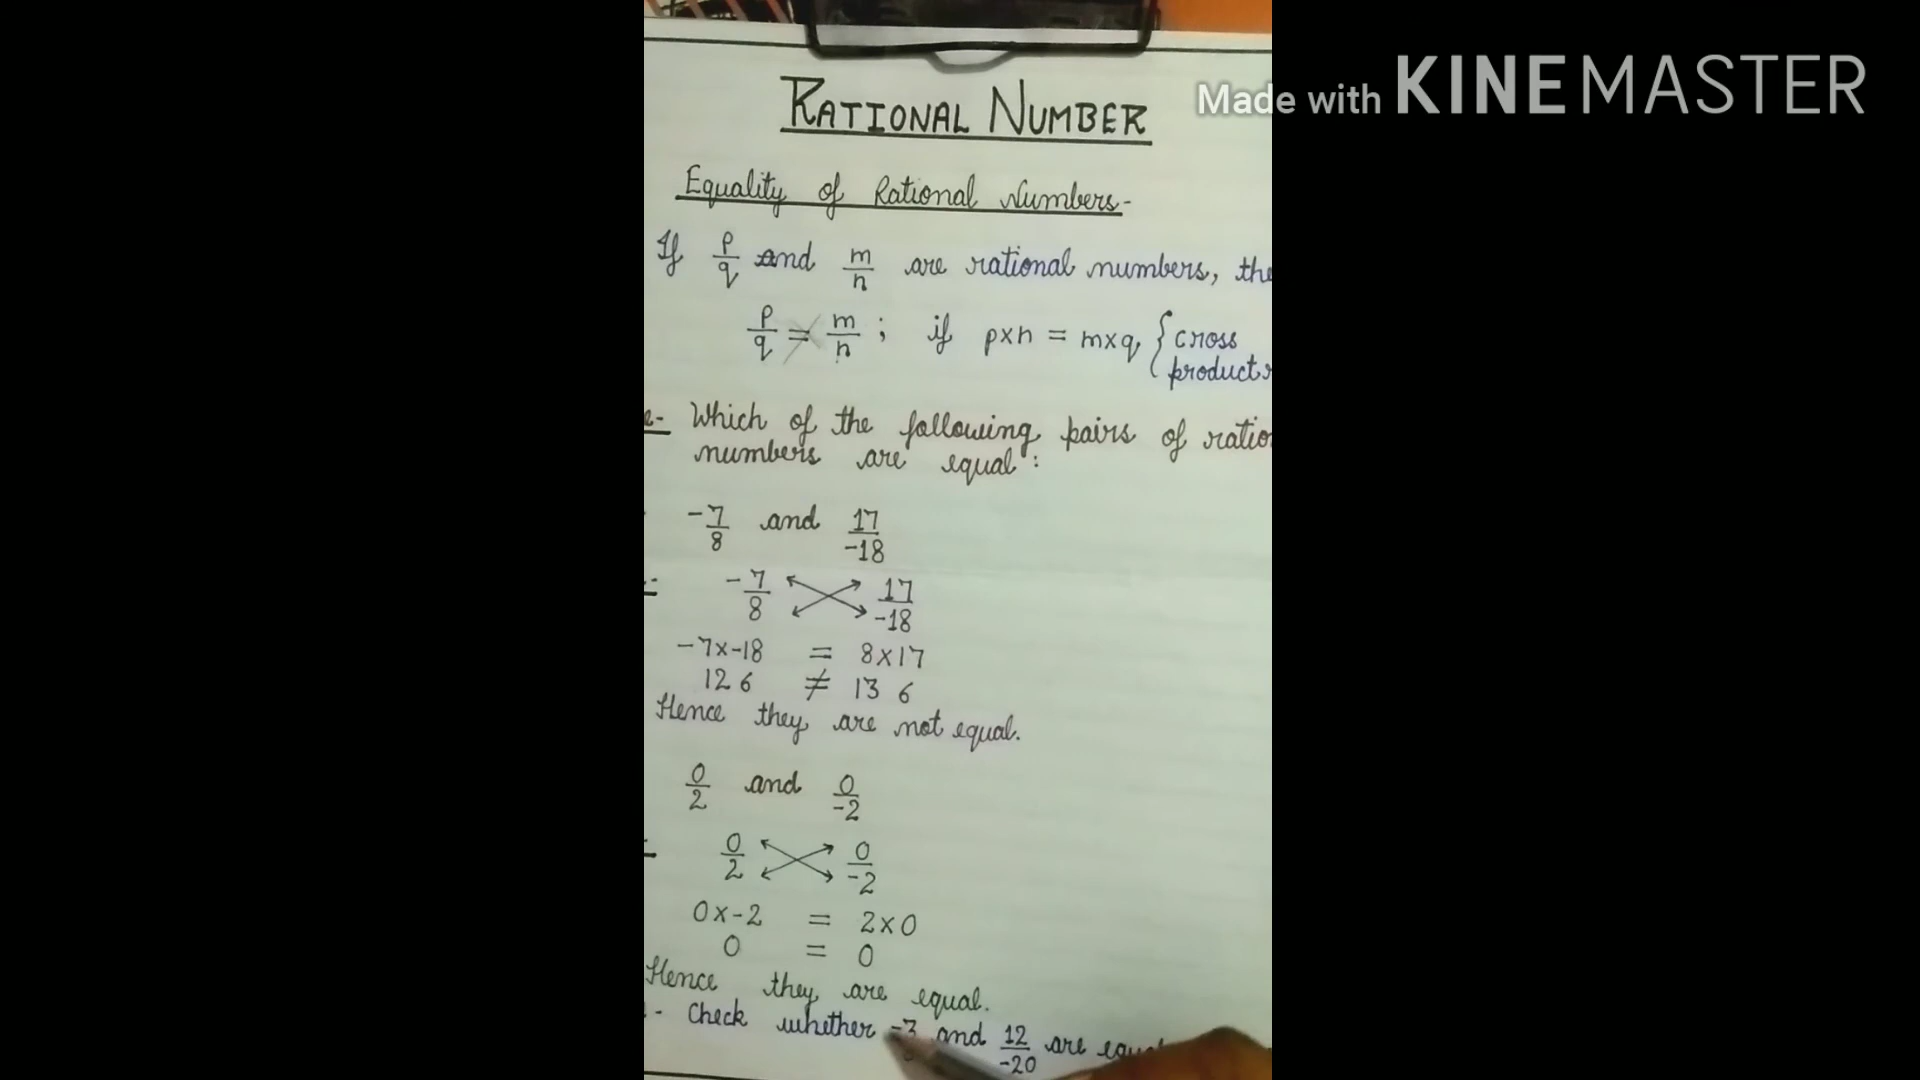 Made with KINEMASTER
RATIONAL NUMBER
Equality of Rational Numbers-
If p/q and m/n are rational numbers, the
p/q = m/n ; if p×n = m×q { cross
product
e- Which of the following pairs of ratio
numbers are equal :
-7/8 and 17/-18
-7/8 17/-18
-7×-18 = 8×17
126 ≠ 136
Hence they are not equal.
0/2 and 0/-2
0/2 0/-2
0×-2 = 2×0
0 = 0
Hence they are equal.
- Check whether and 12/-20 are